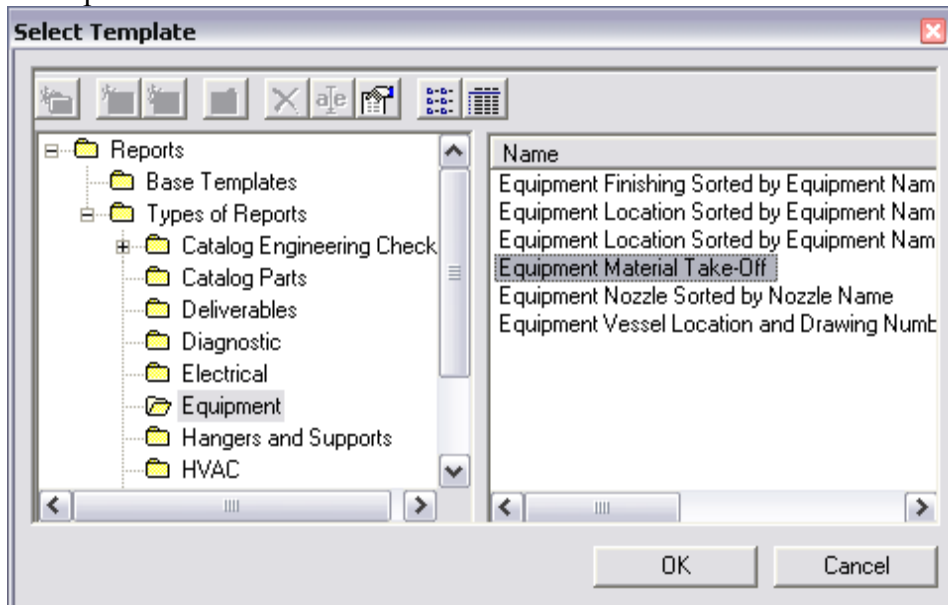 Select Template
Reports
Base Templates
Types of Reports
Catalog Engineering Check
Catalog Parts
Deliverables
Diagnostic
Electrical
Equipment
Hangers and Supports
HVAC
Name
Equipment Finishing Sorted by Equipment Nam
Equipment Location Sorted by Equipment Nam
Equipment Location Sorted by Equipment Nam
Equipment Material Take-Off
Equipment Nozzle Sorted by Nozzle Name
Equipment Vessel Location and Drawing Numb
OK
Cancel